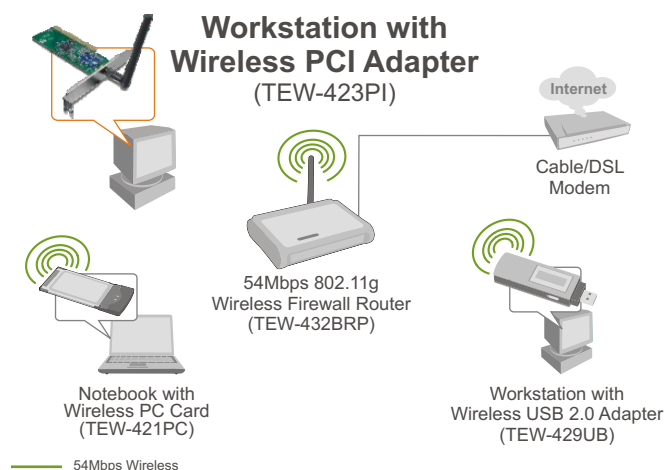 Workstation with
Wireless PCI Adapter
(TEW-423PI)
Internet
Cable/DSL
Modem
54Mbps 802.11g
Wireless Firewall Router
(TEW-432BRP)
Notebook with
Wireless PC Card
(TEW-421PC)
Workstation with
Wireless USB 2.0 Adapter
(TEW-429UB)
54Mbps Wireless